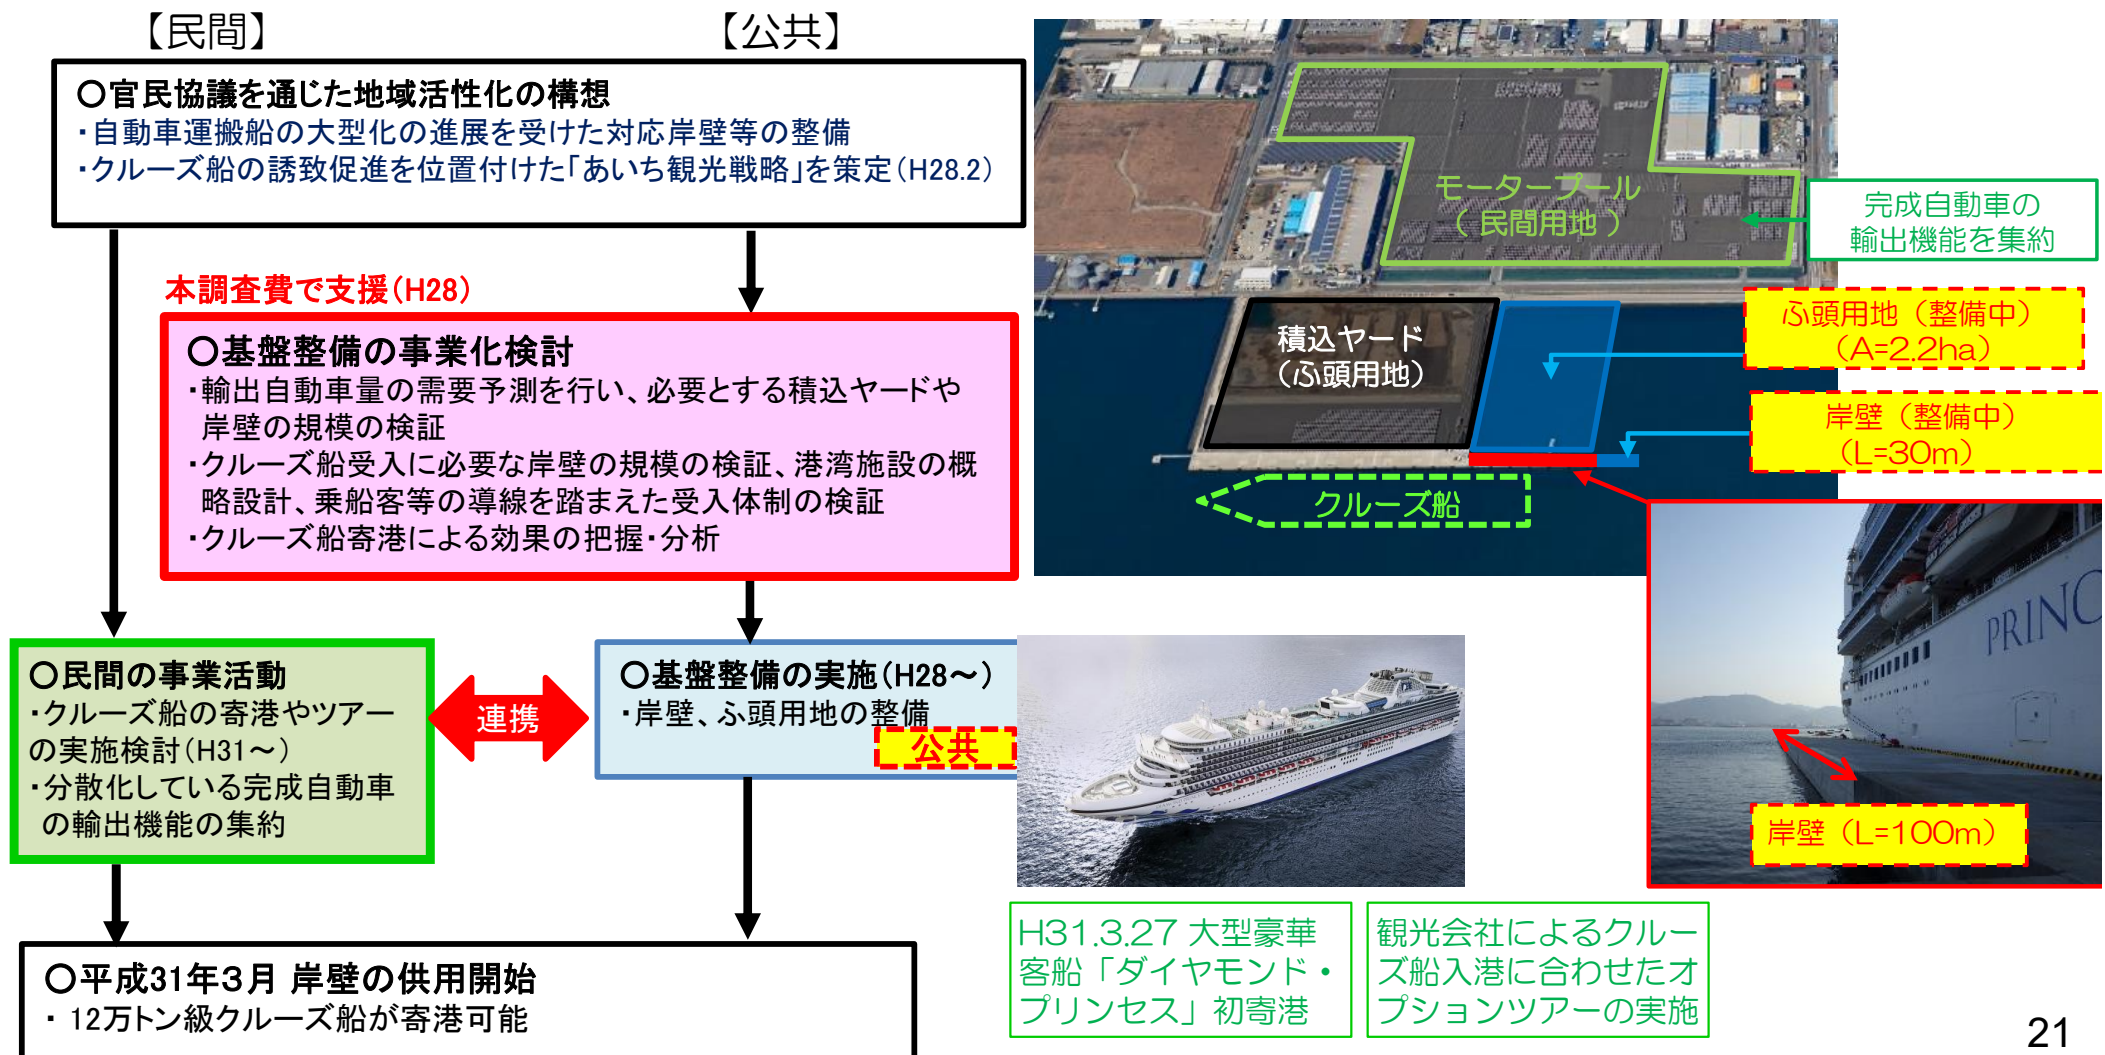 【民間】
【公共】
○官民協議を通じた地域活性化の構想
・自動車運搬船の大型化の進展を受けた対応岸壁等の整備
・クルーズ船の誘致促進を位置付けた「あいち観光戦略」を策定(H28.2)
本調査費で支援(H28)
○基盤整備の事業化検討
・輸出自動車量の需要予測を行い、必要とする積込ヤードや
岸壁の規模の検証
・クルーズ船受入に必要な岸壁の規模の検証、港湾施設の概
略設計、乗船客等の導線を踏まえた受入体制の検証
・クルーズ船寄港による効果の把握・分析
○民間の事業活動
・クルーズ船の寄港やツアー
の実施検討(H31～)
・分散化している完成自動車
の輸出機能の集約
連携
○基盤整備の実施(H28～)
・岸壁、ふ頭用地の整備
公共
○平成31年3月 岸壁の供用開始
・ 12万トン級クルーズ船が寄港可能
モータープール
（ 民間用地 ）
完成自動車の
輸出機能を集約
積込ヤード
（ふ頭用地）
ふ頭用地（整備中）
（A=2.2ha）
岸壁（整備中）
（L=30m）
クルーズ船
PRINC
岸壁（L=100m）
H31.3.27 大型豪華
客船「ダイヤモンド・
プリンセス」初寄港
観光会社によるクルー
ズ船入港に合わせたオ
プションツアーの実施
21